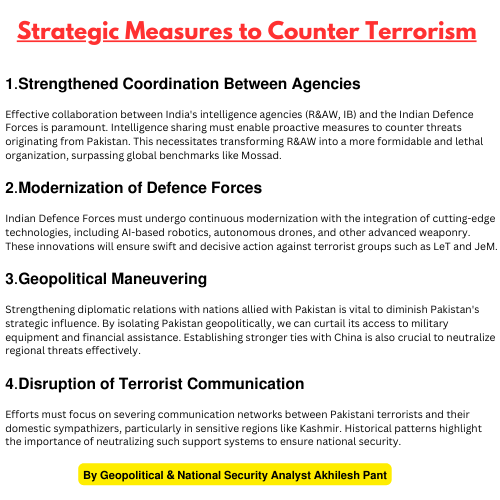 Strategic Measures to Counter Terrorism
1.Strengthened Coordination Between Agencies
Effective collaboration between India's intelligence agencies (R&AW, IB) and the Indian Defence
Forces is paramount. Intelligence sharing must enable proactive measures to counter threats
originating from Pakistan. This necessitates transforming R&AW into a more formidable and lethal
organization, surpassing global benchmarks like Mossad.
2.Modernization of Defence Forces
Indian Defence Forces must undergo continuous modernization with the integration of cutting-edge
technologies, including AI-based robotics, autonomous drones, and other advanced weaponry.
These innovations will ensure swift and decisive action against terrorist groups such as LeT and JeM.
3.Geopolitical Maneuvering
Strengthening diplomatic relations with nations allied with Pakistan is vital to diminish Pakistan's
strategic influence. By isolating Pakistan geopolitically, we can curtail its access to military
equipment and financial assistance. Establishing stronger ties with China is also crucial to neutralize
regional threats effectively.
4.Disruption of Terrorist Communication
Efforts must focus on severing communication networks between Pakistani terrorists and their
domestic sympathizers, particularly in sensitive regions like Kashmir. Historical patterns highlight
the importance of neutralizing such support systems to ensure national security.
By Geopolitical & National Security Analyst Akhilesh Pant